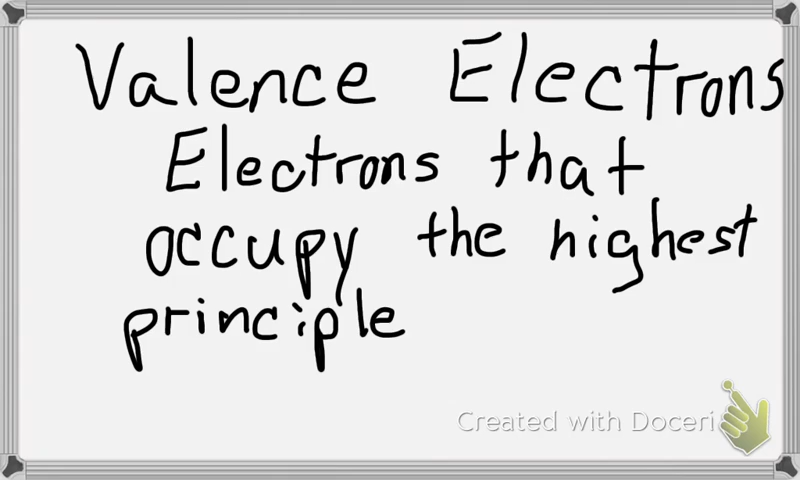 Valence Electrons
Electrons that
occupy the highest
principle
Created with Doceri